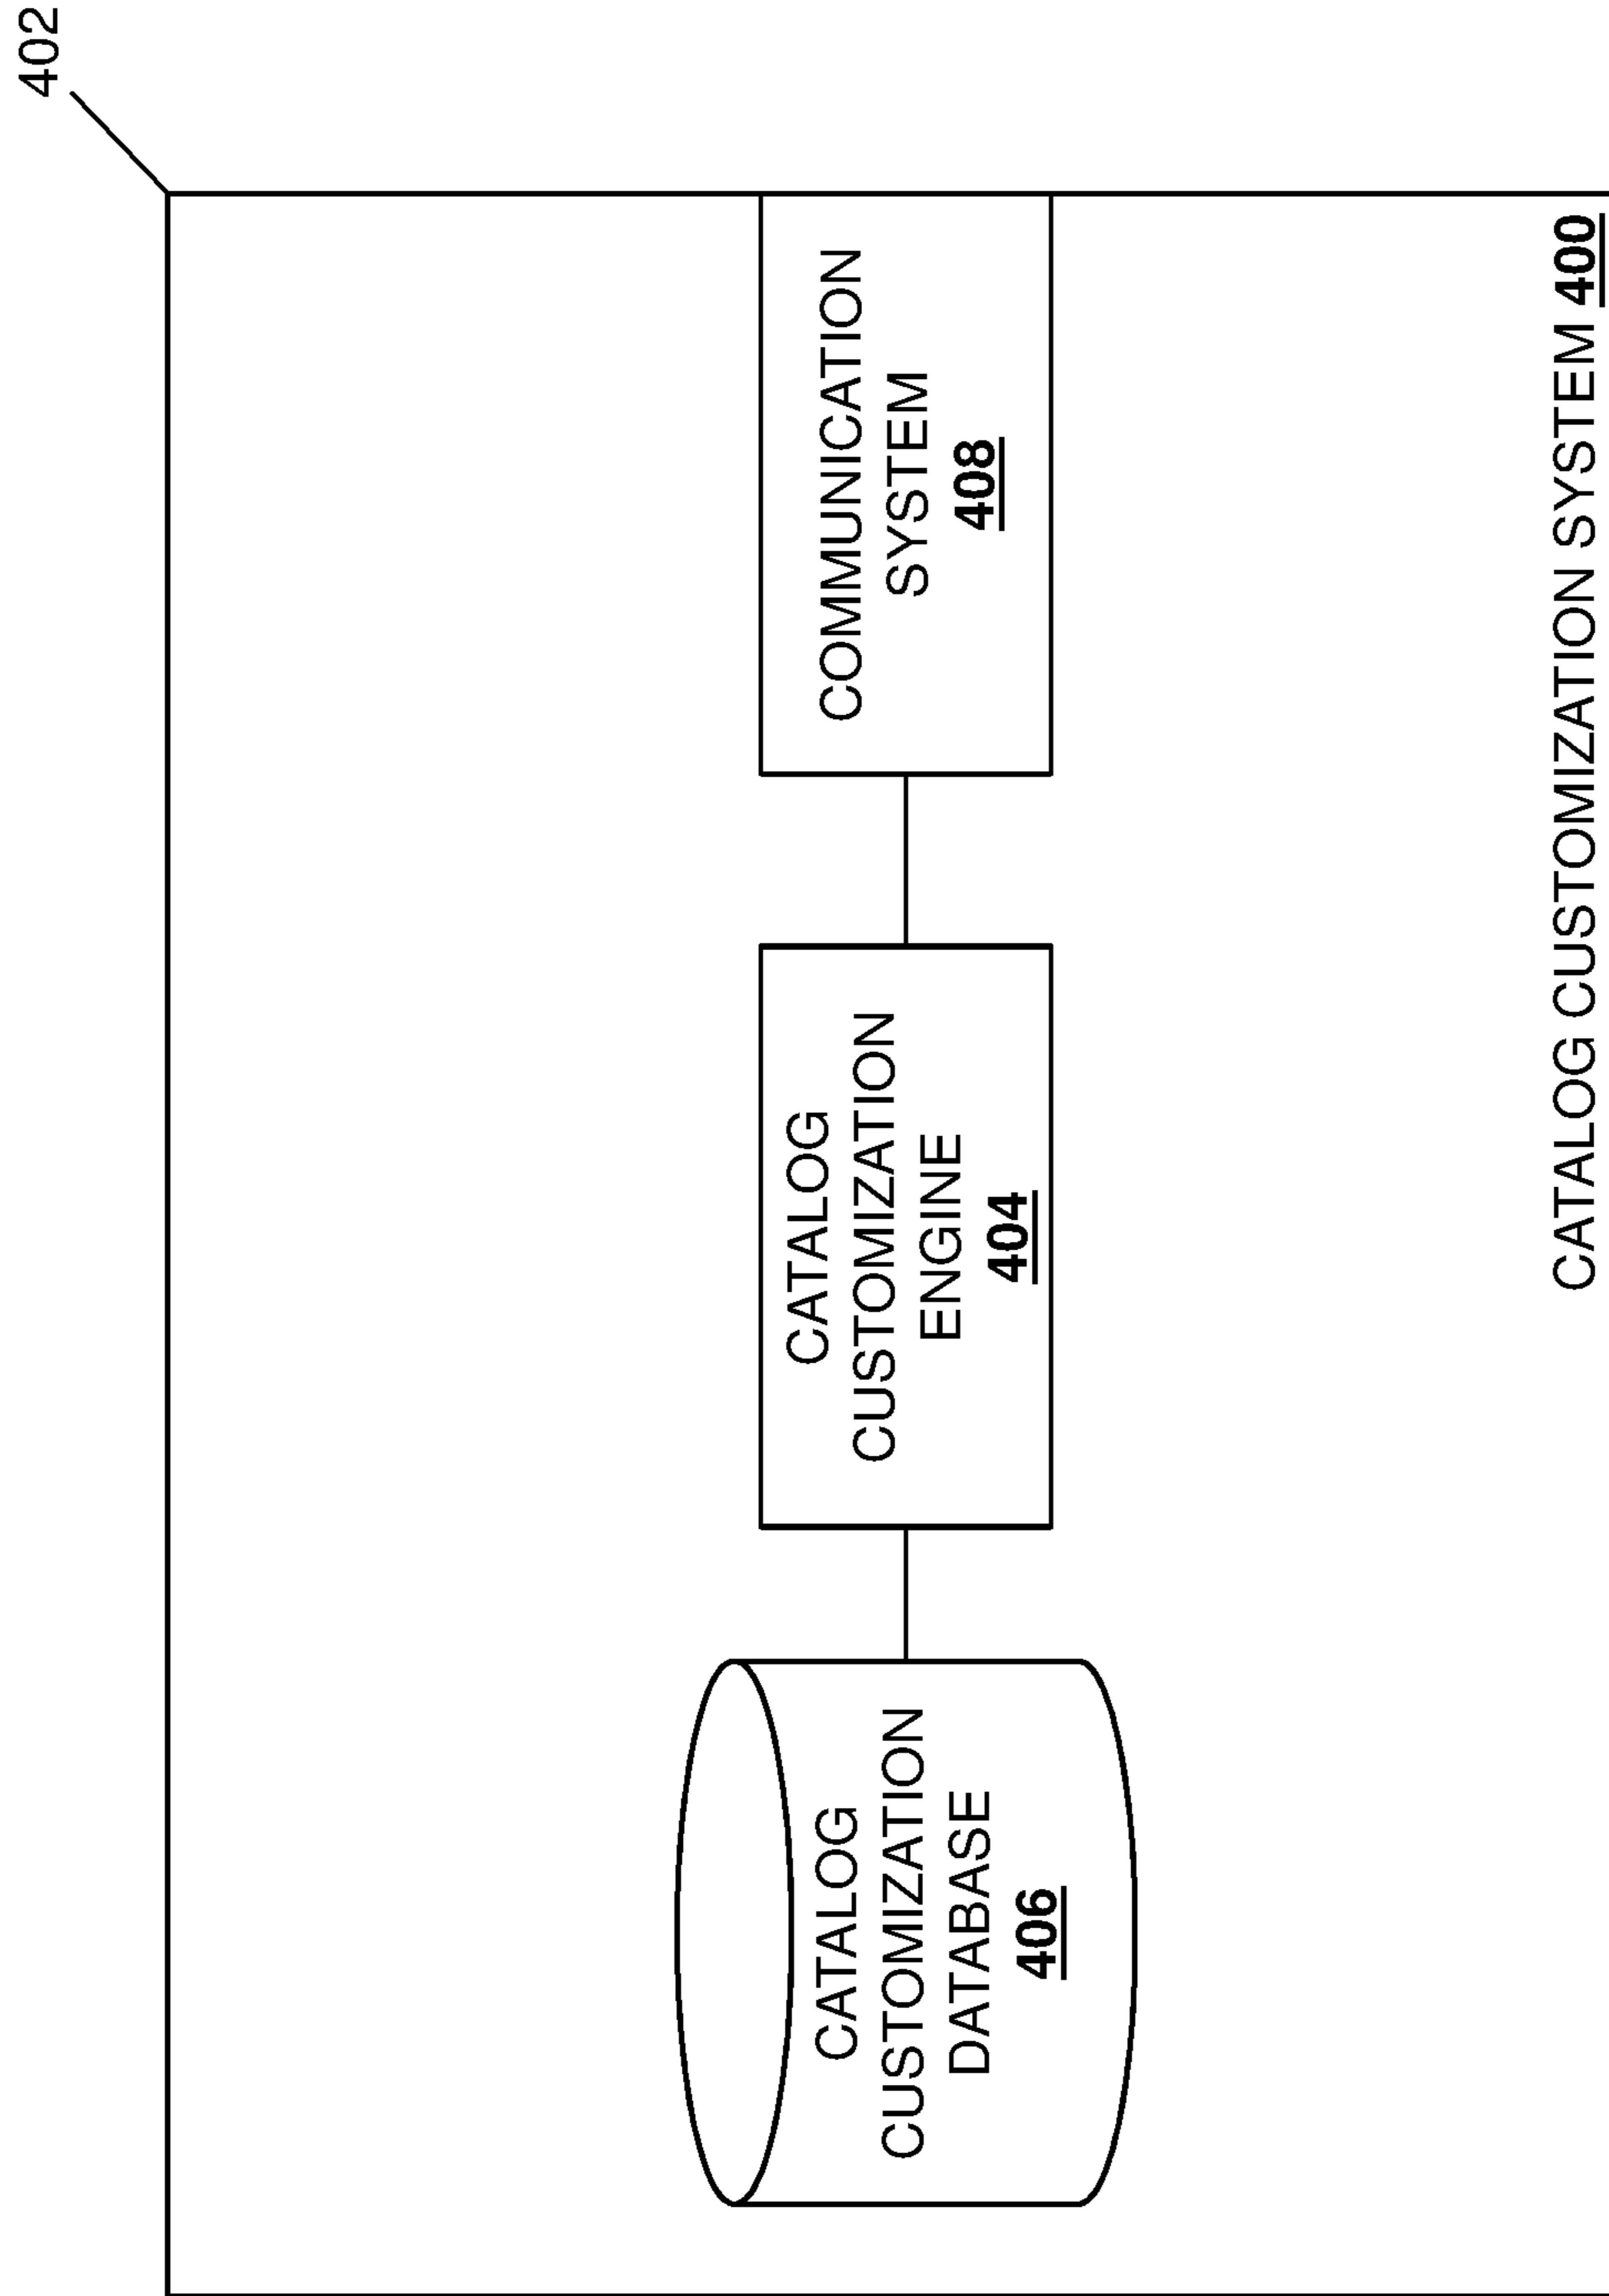 402
CATALOG
CUSTOMIZATION
DATABASE
406
CATALOG
CUSTOMIZATION
ENGINE
404
COMMUNICATION
SYSTEM
408
CATALOG CUSTOMIZATION SYSTEM 400